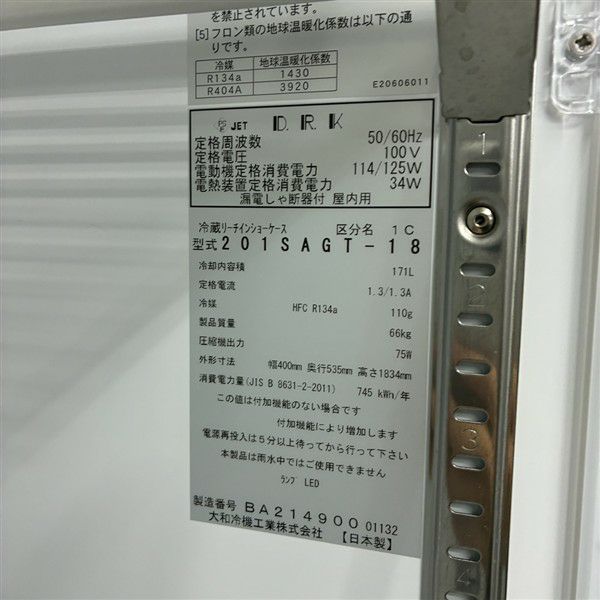 を禁止されています。
[5] フロン類の地球温暖化係数は以下の通
りです。
冷媒 地球温暖化係数
R134a 1430
R404A 3920
E20606011
PS E JET D.R.K
定格周波数 50/60Hz
定格電圧 100V
電動機定格消費電力 114/125W
電熱装置定格消費電力 34W
漏電しゃ断器付 屋内用
冷蔵リーチインショーケース 区分名 1C
型式 201SAGT-18
冷却内容積 171L
定格電流 1.3/1.3A
冷媒 HFC R134a 110g
製品質量 66kg
圧縮機出力 75W
外形寸法 幅400mm 奥行535mm 高さ1834mm
消費電力量(JIS B 8631-2-2011) 745 kWh/年
この値は付加機能のない場合です
付加機能により増加します
電源再投入は5分以上待ってから行って下さい
本製品は雨水中ではご使用できません
ランプ LED
製造番号 BA214900 01132
大和冷機工業株式会社 【日本製】
1
2
3
4